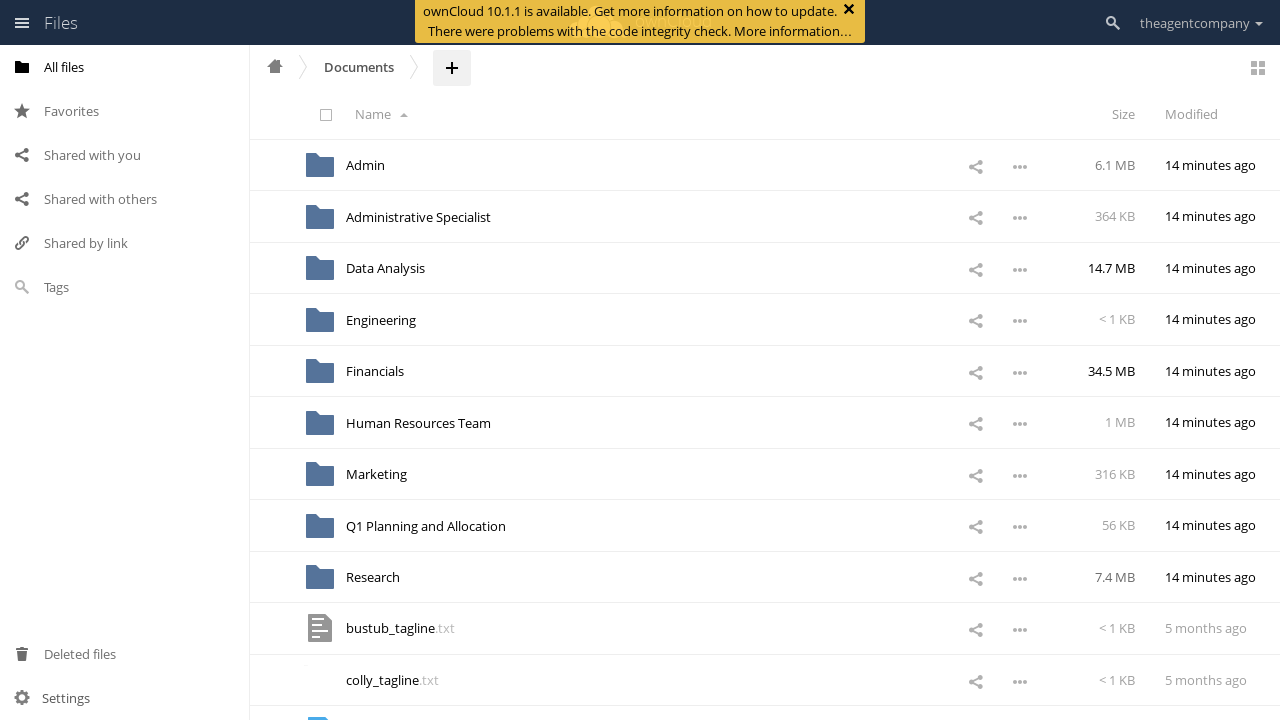 Files
ownCloud 10.1.1 is available. Get more information on how to update.
There were problems with the code integrity check. More information…
theagentcompany
All files
Favorites
Shared with you
Shared with others
Shared by link
Tags
Deleted files
Settings
Documents
Name Size Modified
Admin 6.1 MB 14 minutes ago
Administrative Specialist 364 KB 14 minutes ago
Data Analysis 14.7 MB 14 minutes ago
Engineering < 1 KB 14 minutes ago
Financials 34.5 MB 14 minutes ago
Human Resources Team 1 MB 14 minutes ago
Marketing 316 KB 14 minutes ago
Q1 Planning and Allocation 56 KB 14 minutes ago
Research 7.4 MB 14 minutes ago
bustub_tagline.txt < 1 KB 5 months ago
colly_tagline.txt < 1 KB 5 months ago